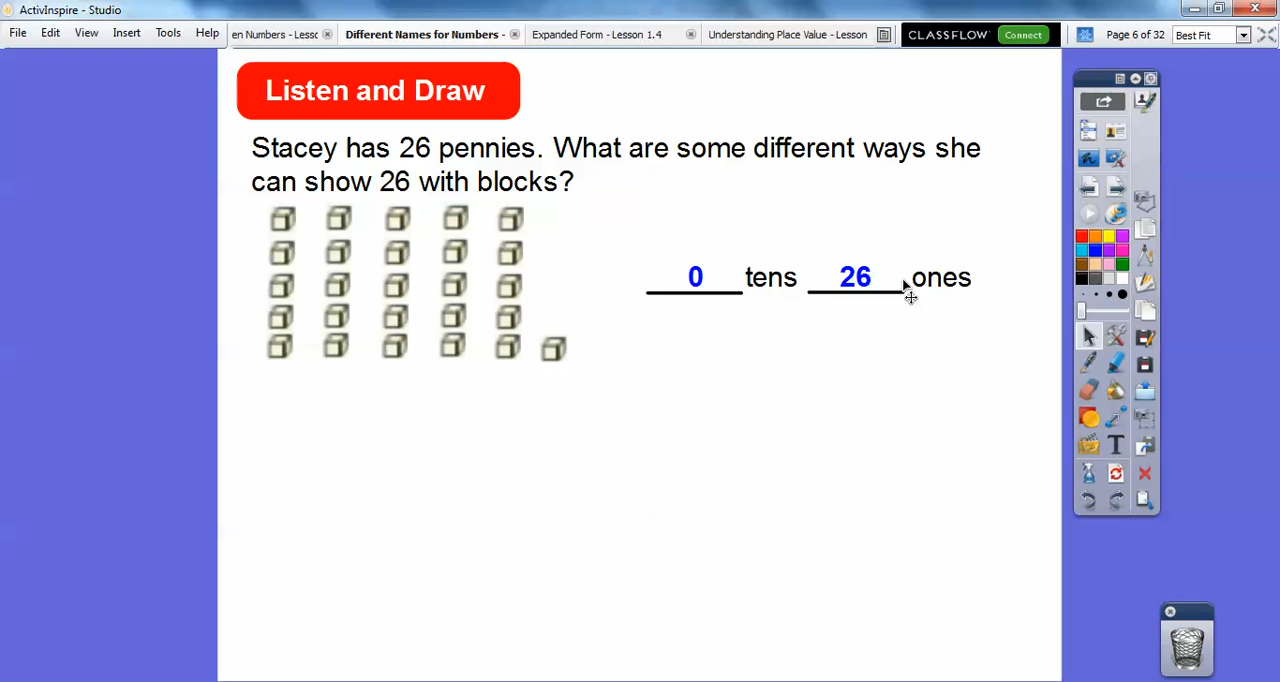 ActivInspire - Studio
File Edit View Insert Tools Help
en Numbers - Lessc
Different Names for Numbers -
Expanded Form - Lesson 1.4
Understanding Place Value - Lesson
CLASSFLOW Connect
Page 6 of 32
Best Fit
Listen and Draw
Stacey has 26 pennies. What are some different ways she
can show 26 with blocks?
0 tens 26 ones
T